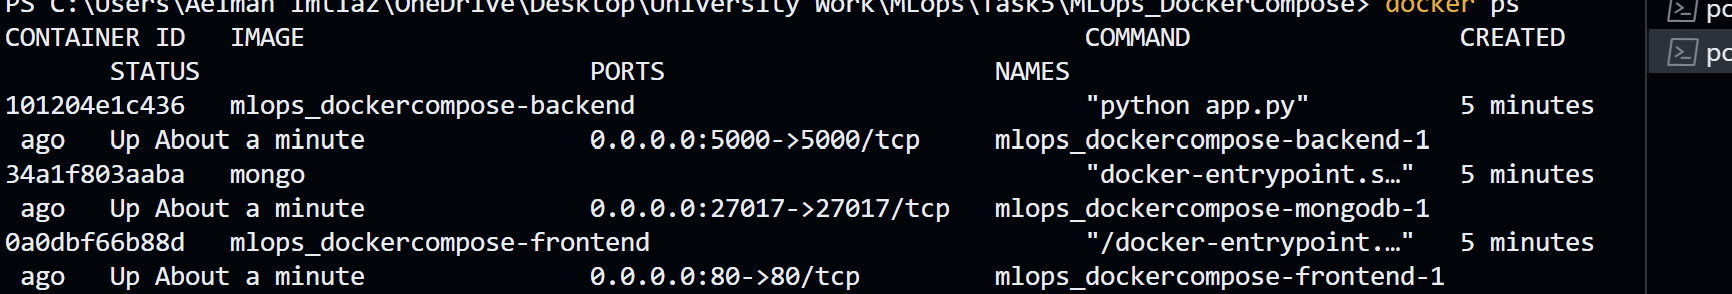 PS C:\Users\Aeiman Imtiaz\OneDrive\Desktop\University Work\MLops\Task5\MLOps_DockerCompose> docker ps
CONTAINER ID   IMAGE                                                    COMMAND                  CREATED
       STATUS                          PORTS                      NAMES
101204e1c436   mlops_dockercompose-backend                              "python app.py"          5 minutes
 ago   Up About a minute               0.0.0.0:5000->5000/tcp     mlops_dockercompose-backend-1
34a1f803aaba   mongo                                                    "docker-entrypoint.s…"   5 minutes
 ago   Up About a minute               0.0.0.0:27017->27017/tcp   mlops_dockercompose-mongodb-1
0a0dbf66b88d   mlops_dockercompose-frontend                             "/docker-entrypoint.…"   5 minutes
 ago   Up About a minute               0.0.0.0:80->80/tcp         mlops_dockercompose-frontend-1
po
po